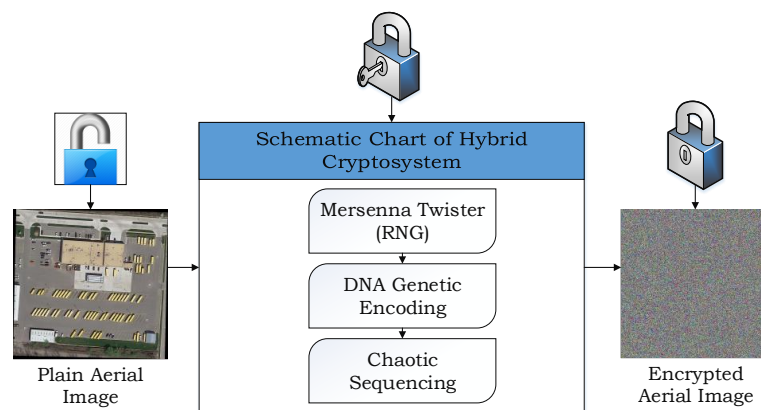 Schematic Chart of Hybrid
Cryptosystem
Mersenna Twister
(RNG)
DNA Genetic
Encoding
Chaotic
Sequencing
Plain Aerial
Image
Encrypted
Aerial Image